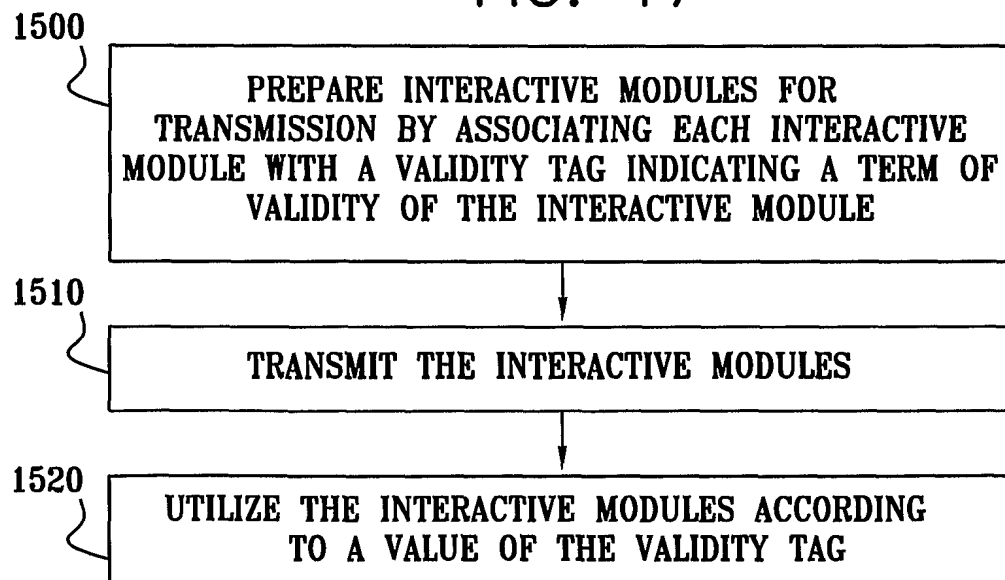 1500
PREPARE INTERACTIVE MODULES FOR
TRANSMISSION BY ASSOCIATING EACH INTERACTIVE
MODULE WITH A VALIDITY TAG INDICATING A TERM OF
VALIDITY OF THE INTERACTIVE MODULE
1510
TRANSMIT THE INTERACTIVE MODULES
1520
UTILIZE THE INTERACTIVE MODULES ACCORDING
TO A VALUE OF THE VALIDITY TAG